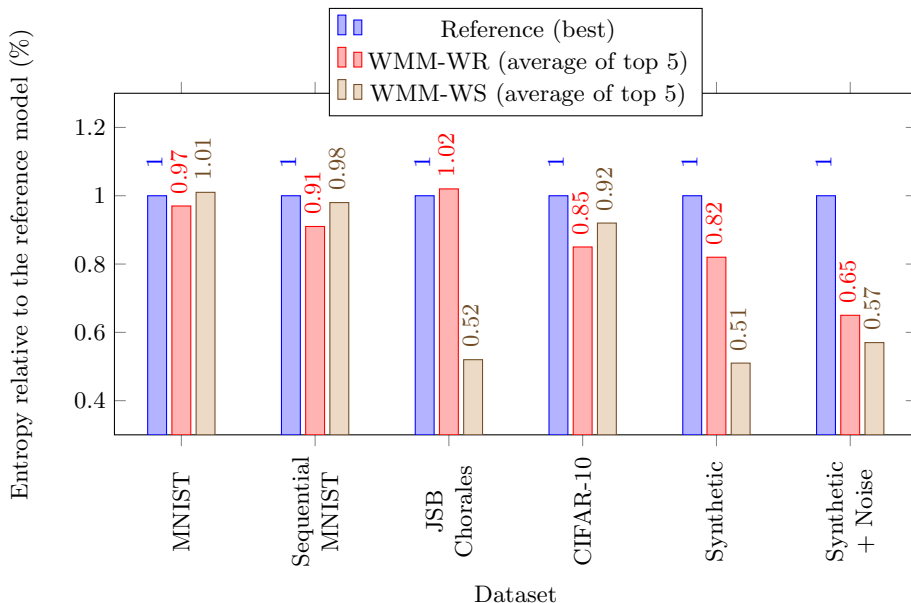 Reference (best)
WMM-WR (average of top 5)
WMM-WS (average of top 5)
Entropy relative to the reference model (%)
1.2
1
0.8
0.6
0.4
1
0.97
1.01
1
0.91
0.98
1
1.02
0.52
1
0.85
0.92
1
0.82
0.51
1
0.65
0.57
MNIST
Sequential
MNIST
JSB
Chorales
CIFAR-10
Synthetic
Synthetic
+ Noise
Dataset